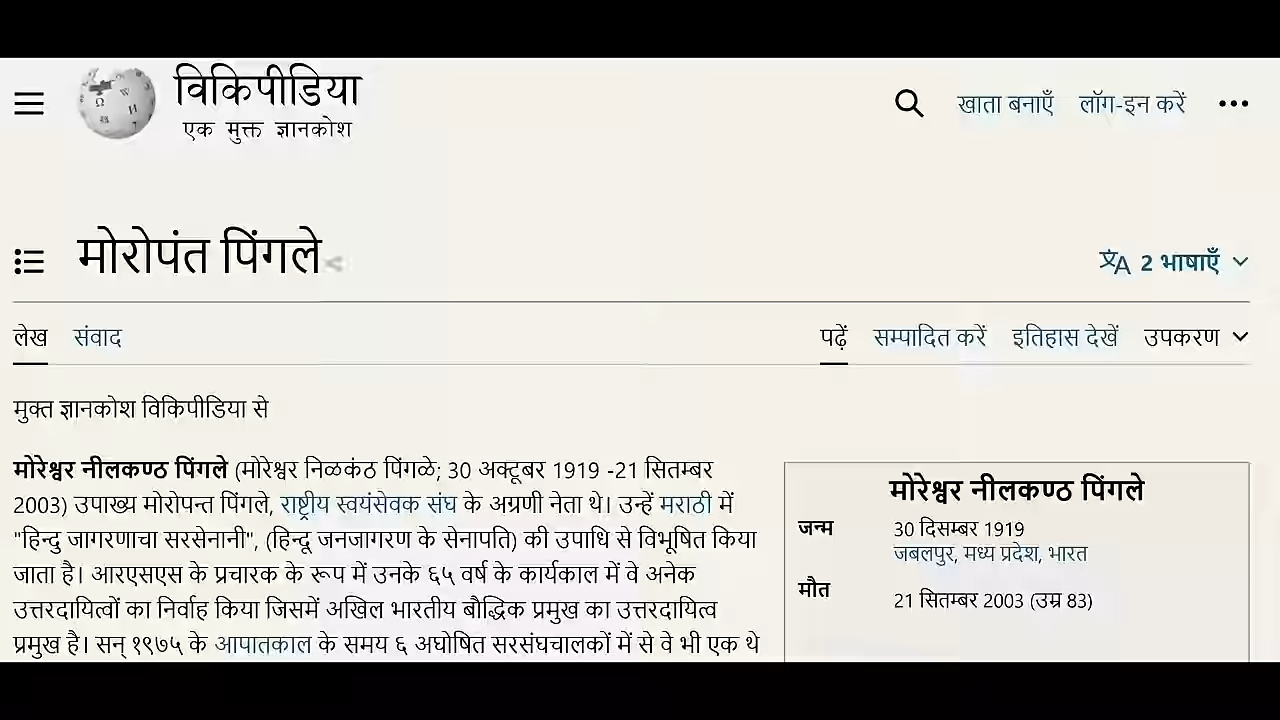 विकिपीडिया
एक मुक्त ज्ञानकोश
खाता बनाएँ लॉग-इन करें
मोरोपंत पिंगले
2 भाषाएँ
लेख संवाद
पढ़ें सम्पादित करें इतिहास देखें उपकरण
मुक्त ज्ञानकोश विकिपीडिया से
मोरेश्वर नीलकण्ठ पिंगले (मोरेश्वर निळकंठ पिंगळे; 30 अक्टूबर 1919 -21 सितम्बर
2003) उपाख्य मोरोपन्त पिंगले, राष्ट्रीय स्वयंसेवक संघ के अग्रणी नेता थे। उन्हें मराठी में
"हिन्दु जागरणाचा सरसेनानी", (हिन्दू जनजागरण के सेनापति) की उपाधि से विभूषित किया
जाता है। आरएसएस के प्रचारक के रूप में उनके ६५ वर्ष के कार्यकाल में वे अनेक
उत्तरदायित्वों का निर्वाह किया जिसमें अखिल भारतीय बौद्धिक प्रमुख का उत्तरदायित्व
प्रमुख है। सन् १९७५ के आपातकाल के समय ६ अघोषित सरसंघचालकों में से वे भी एक थे
मोरेश्वर नीलकण्ठ पिंगले
जन्म 30 दिसम्बर 1919
जबलपुर, मध्य प्रदेश, भारत
मौत 21 सितम्बर 2003 (उम्र 83)